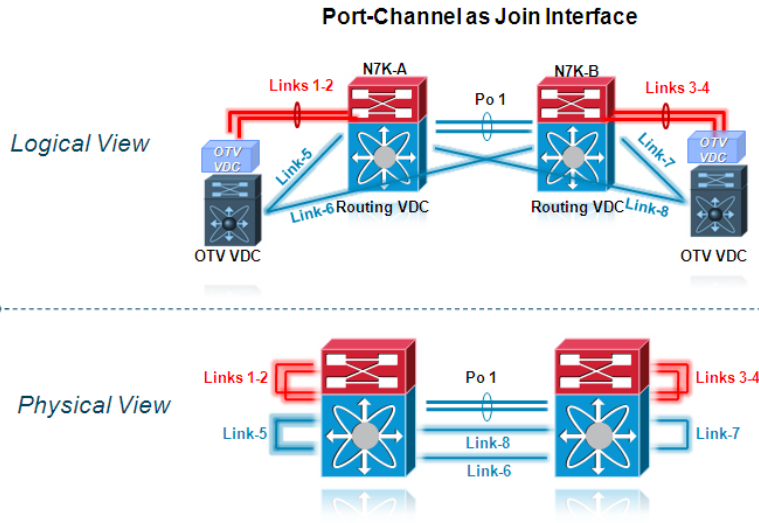 Port-Channel as Join Interface
N7K-A
N7K-B
Links 1-2
Po 1
Links 3-4
Logical View
OTV
VDC
OTV
VDC
Link-5
Link-7
Link-6
Routing VDC
Routing VDC
Link-8
OTV VDC
OTV VDC
Links 1-2
Po 1
Links 3-4
Physical View
Link-5
Link-8
Link-7
Link-6